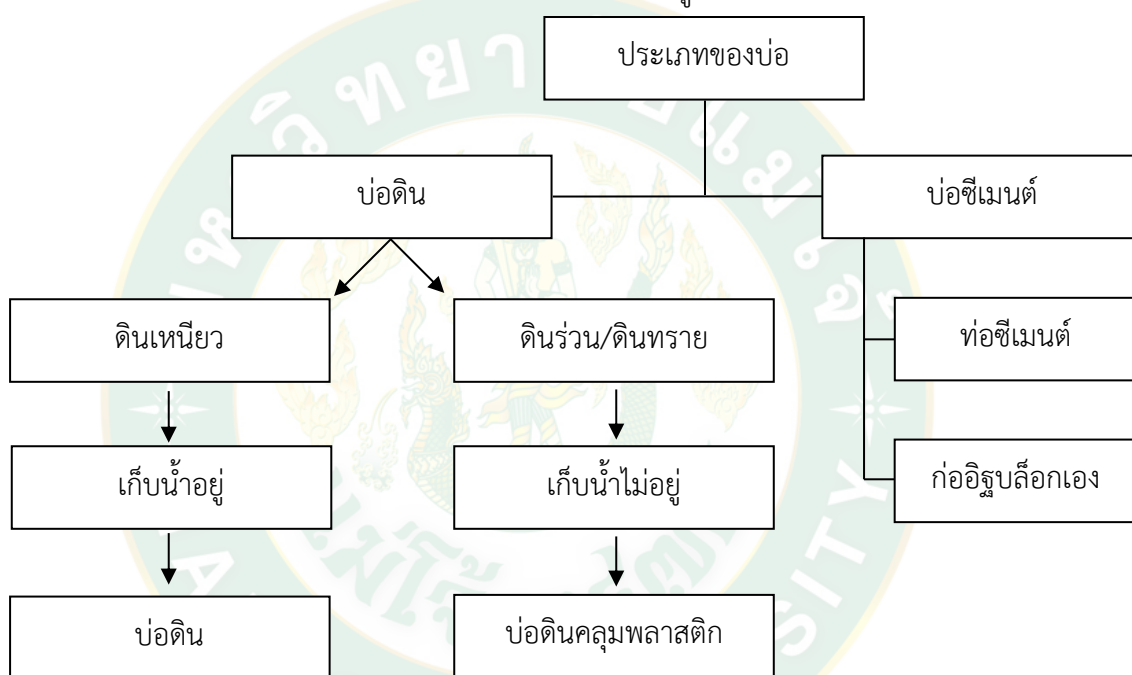 ประเภทของบ่อ
บ่อดิน
บ่อซีเมนต์
ดินเหนียว
ดินร่วน/ดินทราย
ท่อซีเมนต์
เก็บน้ำอยู่
เก็บน้ำไม่อยู่
ก่ออิฐบล็อกเอง
บ่อดิน
บ่อดินคลุมพลาสติก